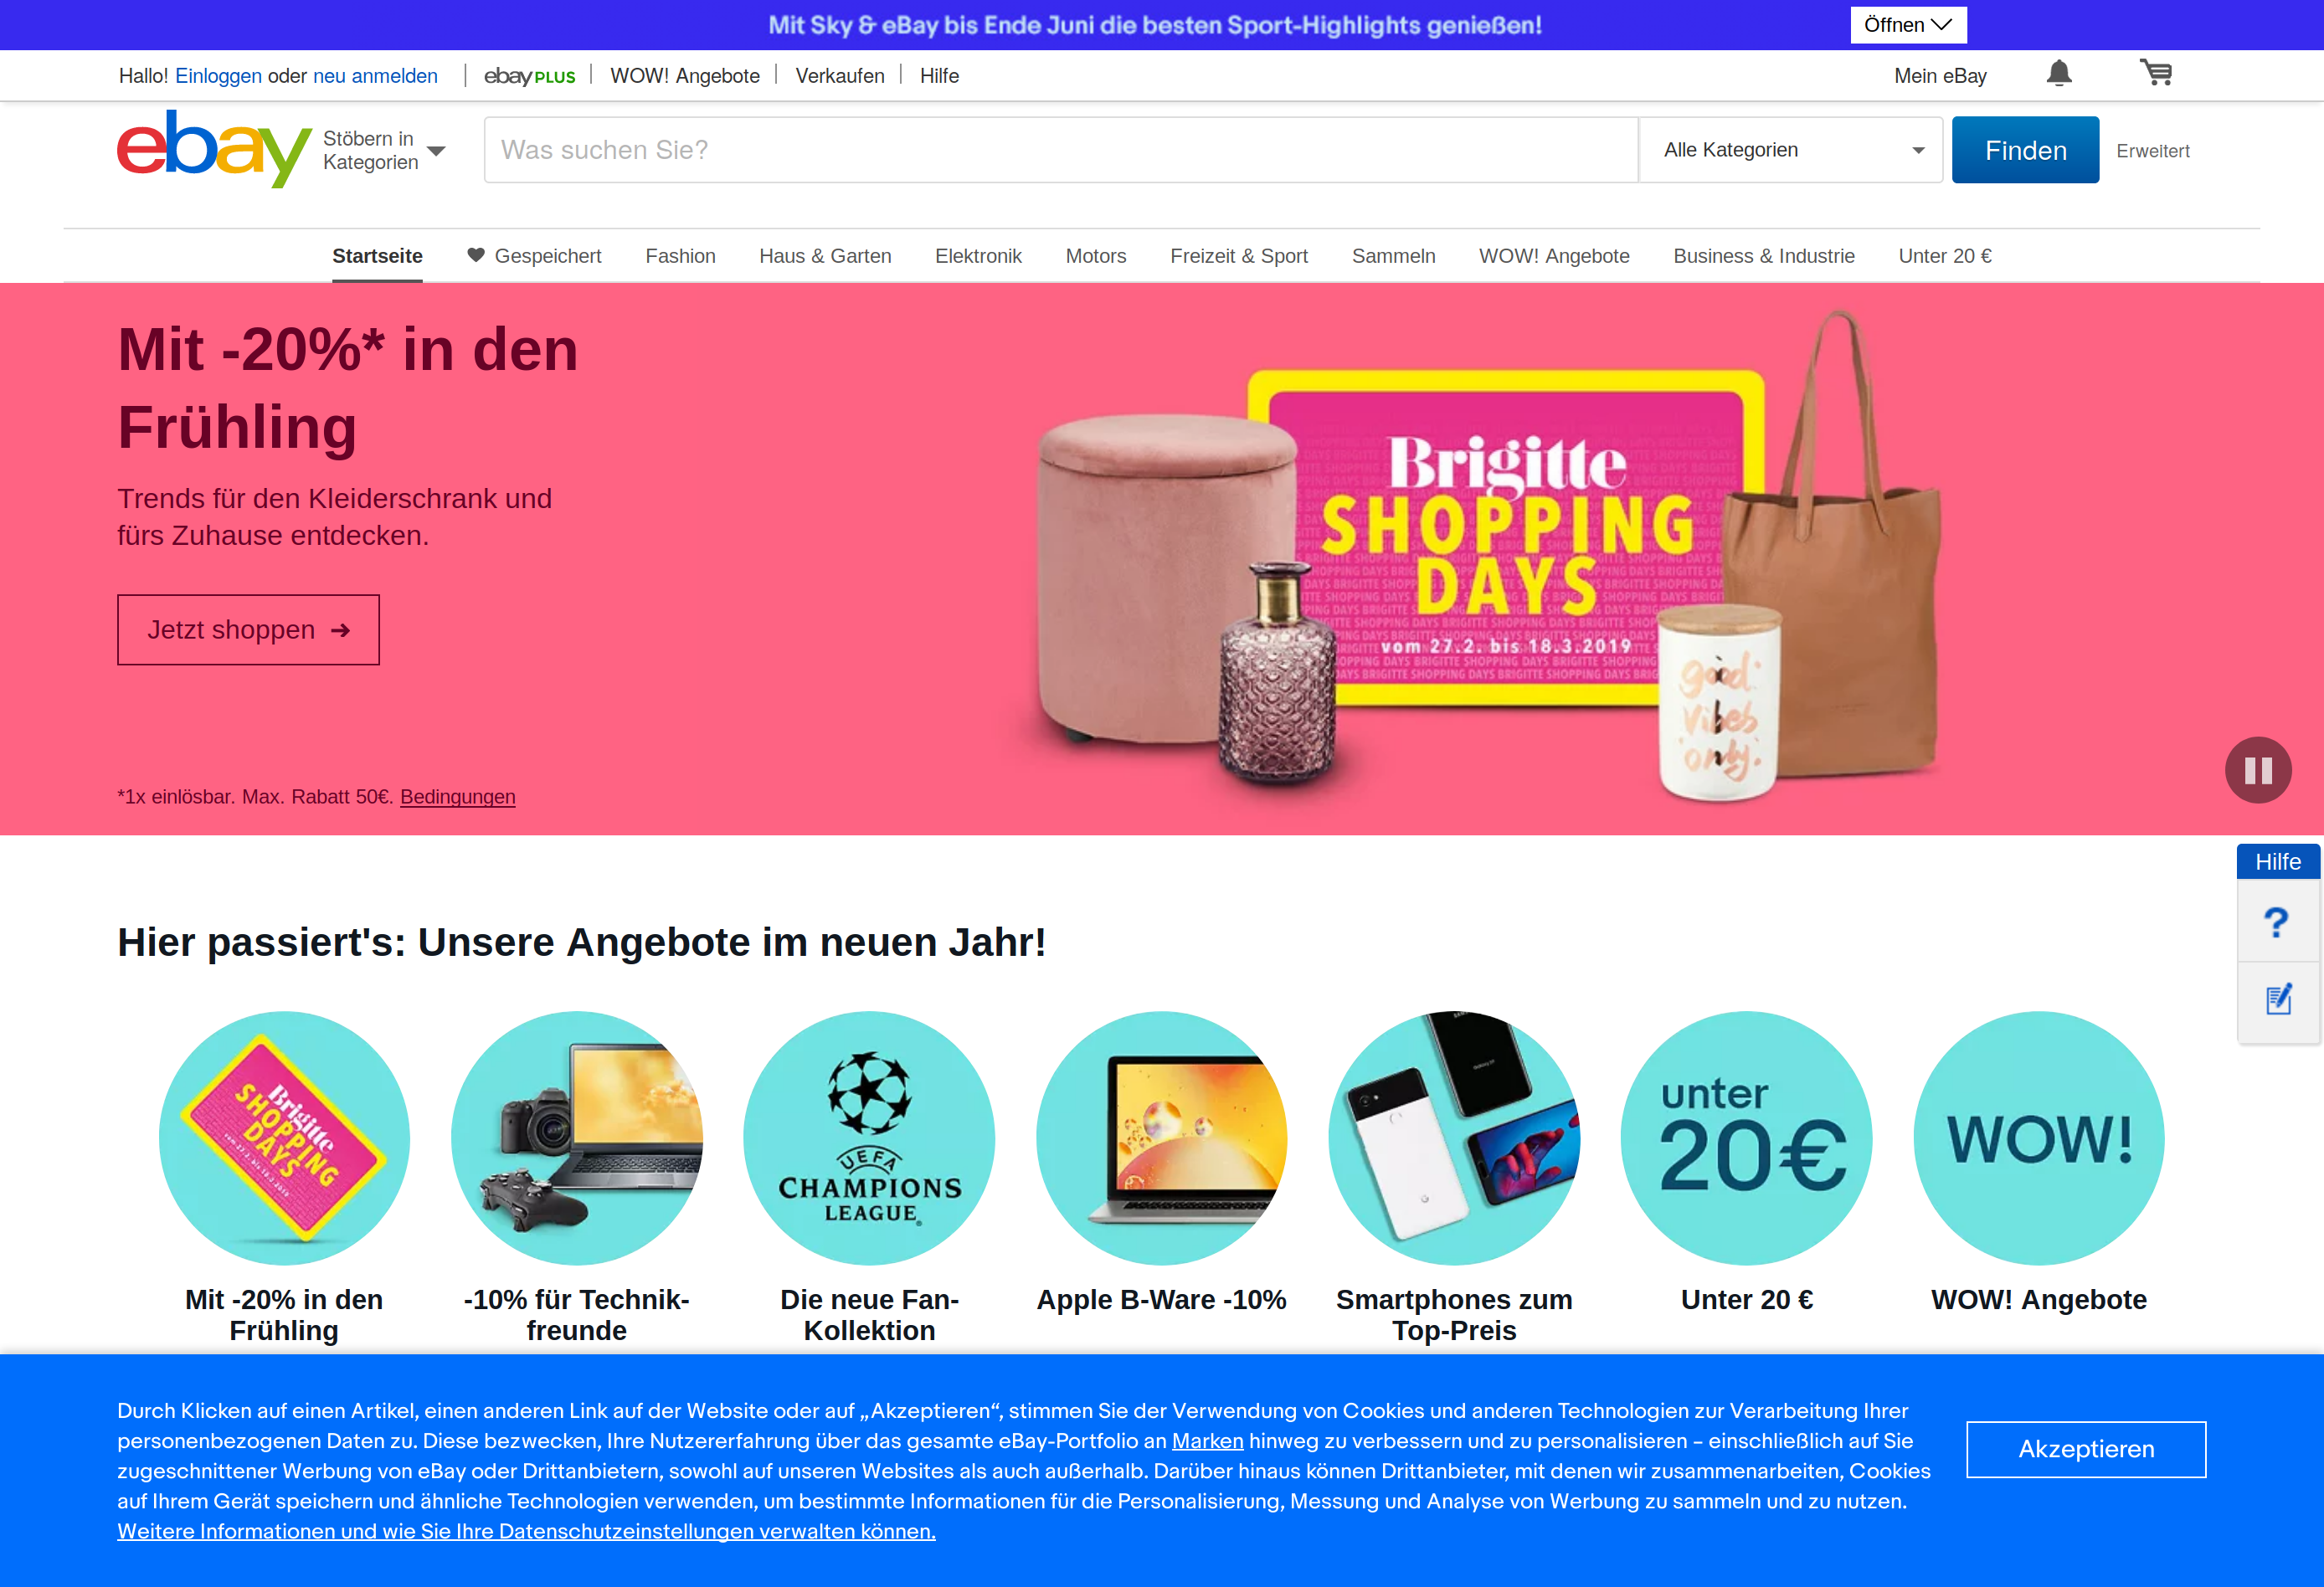 Mit Sky & eBay bis Ende Juni die besten Sport-Highlights genießen!
Öffnen
Hallo! Einloggen oder neu anmelden
ebay PLUS
WOW! Angebote
Verkaufen
Hilfe
Mein eBay
ebay
Stöbern in
Kategorien
Was suchen Sie?
Alle Kategorien
Finden
Erweitert
Startseite
Gespeichert
Fashion
Haus & Garten
Elektronik
Motors
Freizeit & Sport
Sammeln
WOW! Angebote
Business & Industrie
Unter 20 €
Mit -20%* in den
Frühling
Trends für den Kleiderschrank und
fürs Zuhause entdecken.
Jetzt shoppen
*1x einlösbar. Max. Rabatt 50€. Bedingungen
Brigitte
SHOPPING
DAYS
vom 27.2. bis 18.3.2019
good
vibes
only.
Hilfe
?
Hier passiert's: Unsere Angebote im neuen Jahr!
Brigitte
SHOPPING
DAYS
vom 27.2. bis 18.3.2019
UEFA
CHAMPIONS
LEAGUE
unter
20€
WOW!
Mit -20% in den
Frühling
-10% für Technik-
freunde
Die neue Fan-
Kollektion
Apple B-Ware -10%
Smartphones zum
Top-Preis
Unter 20 €
WOW! Angebote
Durch Klicken auf einen Artikel, einen anderen Link auf der Website oder auf „Akzeptieren“, stimmen Sie der Verwendung von Cookies und anderen Technologien zur Verarbeitung Ihrer
personenbezogenen Daten zu. Diese bezwecken, Ihre Nutzererfahrung über das gesamte eBay-Portfolio an Marken hinweg zu verbessern und zu personalisieren – einschließlich auf Sie
zugeschnittener Werbung von eBay oder Drittanbietern, sowohl auf unseren Websites als auch außerhalb. Darüber hinaus können Drittanbieter, mit denen wir zusammenarbeiten, Cookies
auf Ihrem Gerät speichern und ähnliche Technologien verwenden, um bestimmte Informationen für die Personalisierung, Messung und Analyse von Werbung zu sammeln und zu nutzen.
Weitere Informationen und wie Sie Ihre Datenschutzeinstellungen verwalten können.
Akzeptieren